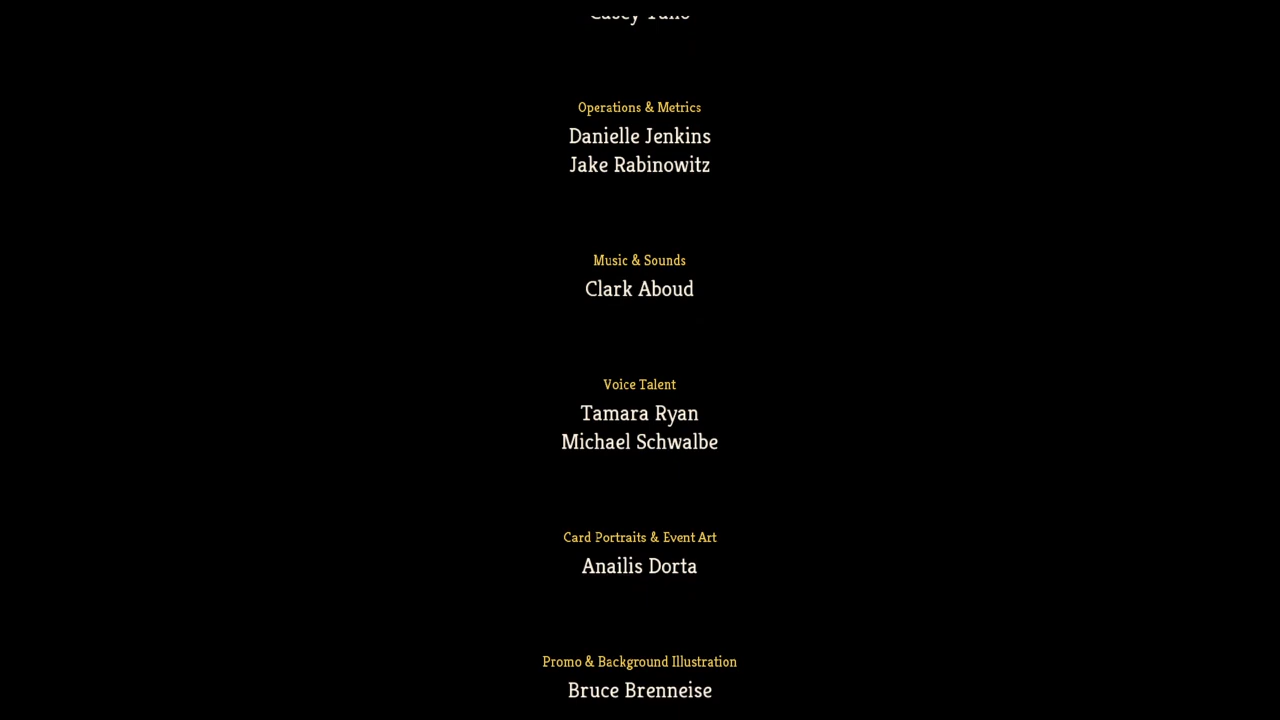 Operations & Metrics
Danielle Jenkins
Jake Rabinowitz
Music & Sounds
Clark Aboud
Voice Talent
Tamara Ryan
Michael Schwalbe
Card Portraits & Event Art
Anailis Dorta
Promo & Background Illustration
Bruce Brenneise